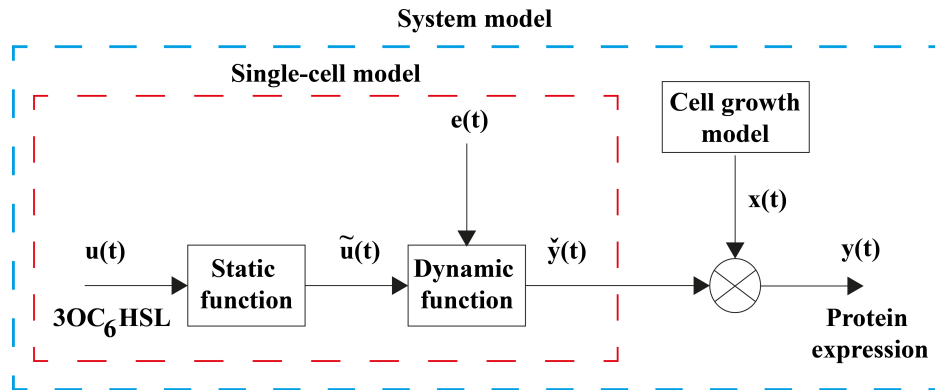 System model
Single-cell model
Cell growth
model
e(t)
x(t)
u(t)
Static
function
ũ(t)
Dynamic
function
y̌(t)
y(t)
3OC₆HSL
Protein
expression